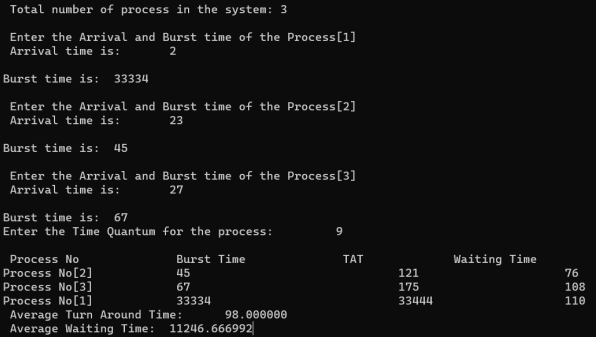 Total number of process in the system: 3
Enter the Arrival and Burst time of the Process[1]
Arrival time is: 2
Burst time is: 33334
Enter the Arrival and Burst time of the Process[2]
Arrival time is: 23
Burst time is: 45
Enter the Arrival and Burst time of the Process[3]
Arrival time is: 27
Burst time is: 67
Enter the Time Quantum for the process: 9
Process No Burst Time TAT Waiting Time
Process No[2] 45 121 76
Process No[3] 67 175 108
Process No[1] 33334 33444 110
Average Turn Around Time: 98.000000
Average Waiting Time: 11246.666992